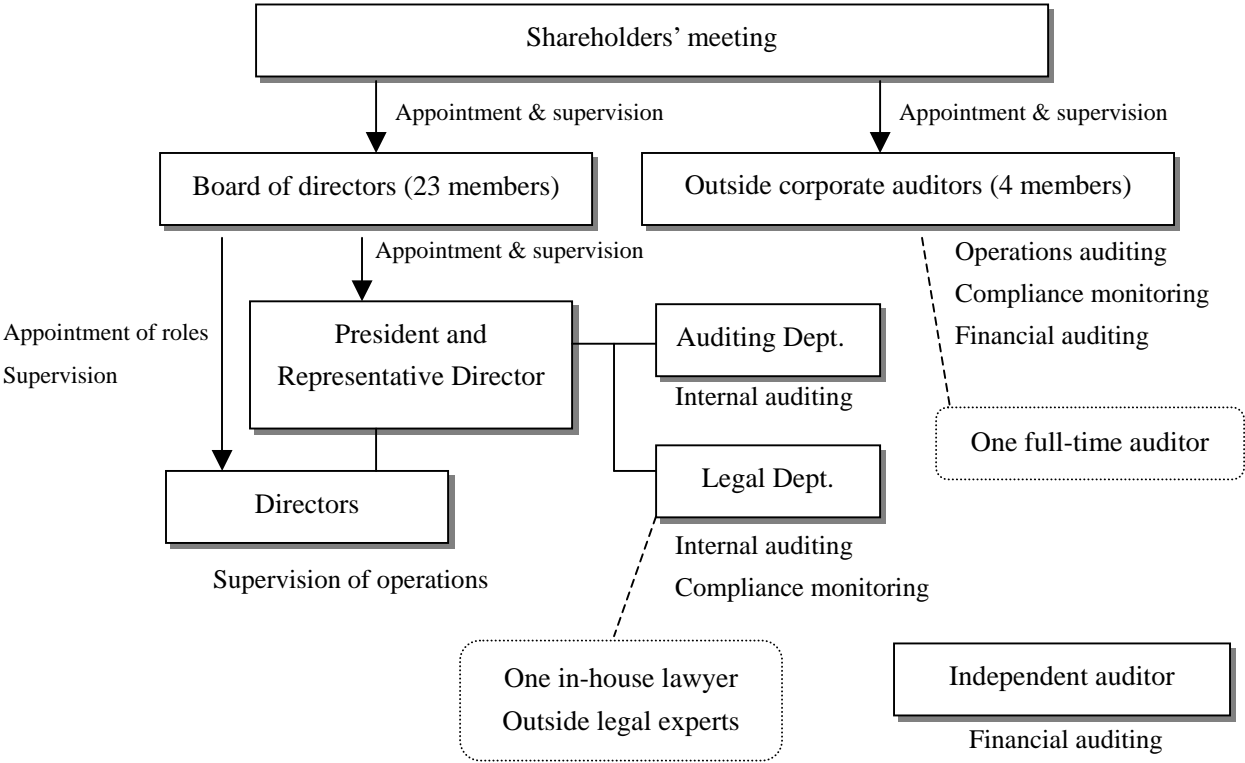 Shareholders’ meeting
Appointment & supervision
Appointment & supervision
Board of directors (23 members)
Outside corporate auditors (4 members)
Appointment & supervision
Operations auditing
Compliance monitoring
Financial auditing
Appointment of roles
Supervision
President and
Representative Director
Auditing Dept.
Internal auditing
One full-time auditor
Directors
Supervision of operations
Legal Dept.
Internal auditing
Compliance monitoring
One in-house lawyer
Outside legal experts
Independent auditor
Financial auditing